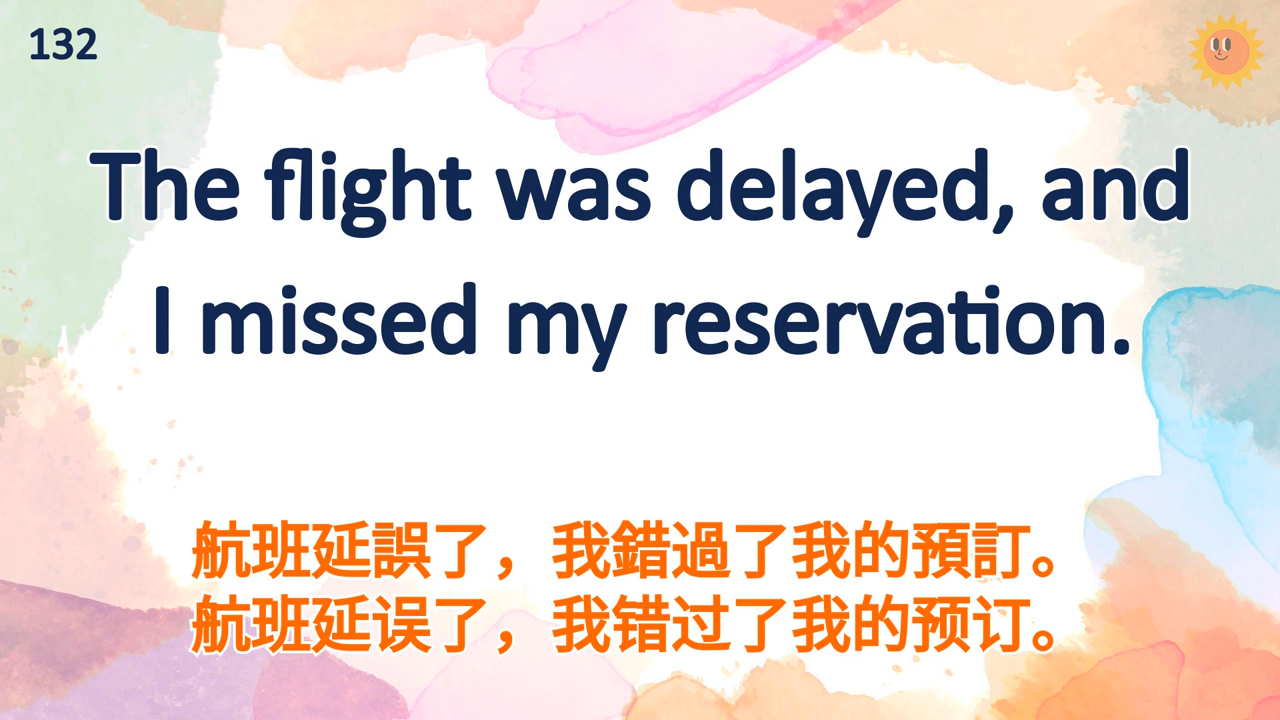 132
The flight was delayed, and
I missed my reservation.
航班延誤了，我錯過了我的預訂。
航班延误了，我错过了我的预订。